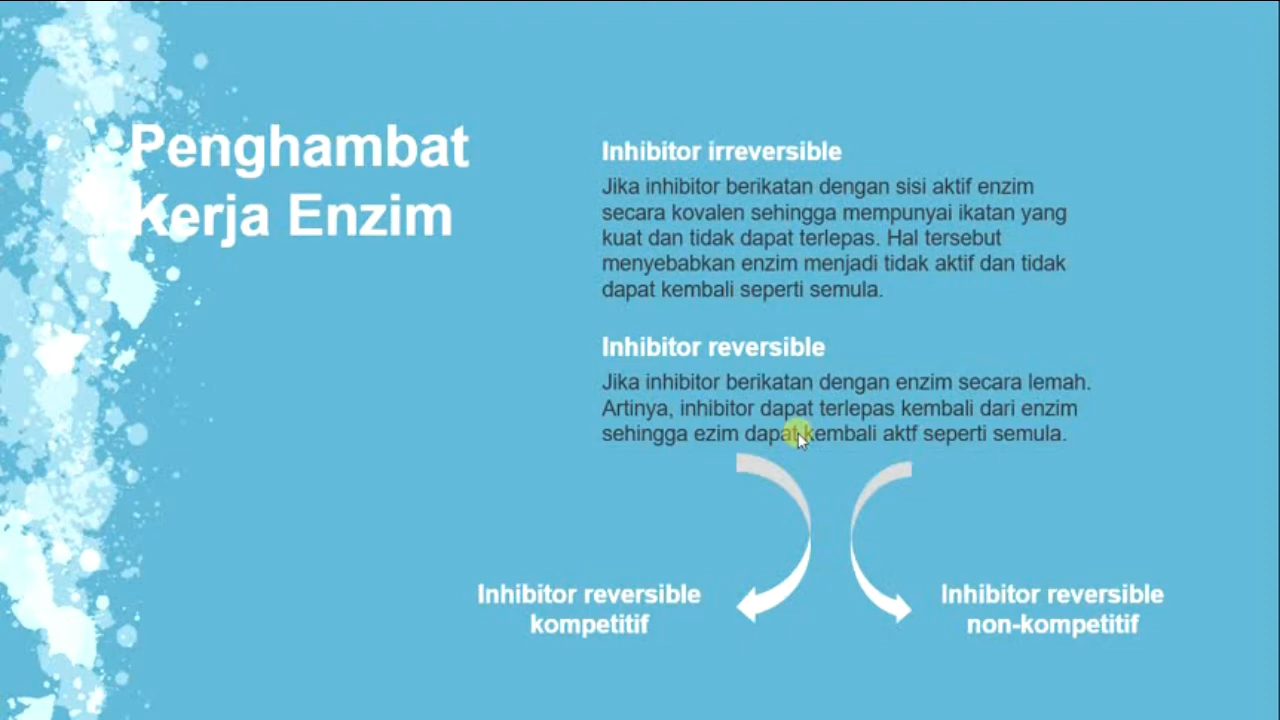 Penghambat
Kerja Enzim
Inhibitor irreversible
Jika inhibitor berikatan dengan sisi aktif enzim
secara kovalen sehingga mempunyai ikatan yang
kuat dan tidak dapat terlepas. Hal tersebut
menyebabkan enzim menjadi tidak aktif dan tidak
dapat kembali seperti semula.
Inhibitor reversible
Jika inhibitor berikatan dengan enzim secara lemah.
Artinya, inhibitor dapat terlepas kembali dari enzim
sehingga ezim dapat kembali aktf seperti semula.
Inhibitor reversible
kompetitif
Inhibitor reversible
non-kompetitif